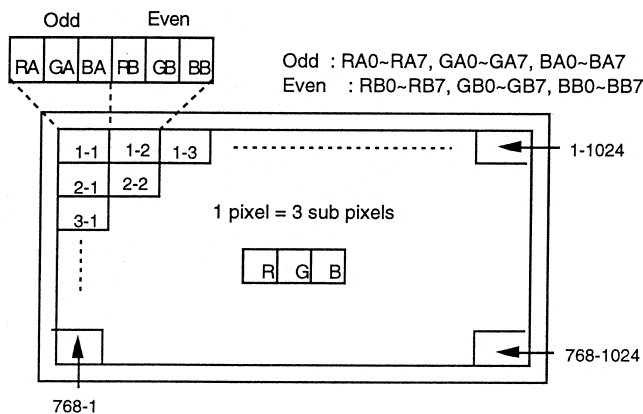 Odd Even
RA GA BA RB GB BB
Odd : RA0~RA7, GA0~GA7, BA0~BA7
Even : RB0~RB7, GB0~GB7, BB0~BB7
1-1 1-2 1-3
1-1024
2-1 2-2
3-1
1 pixel = 3 sub pixels
R G B
768-1024
768-1